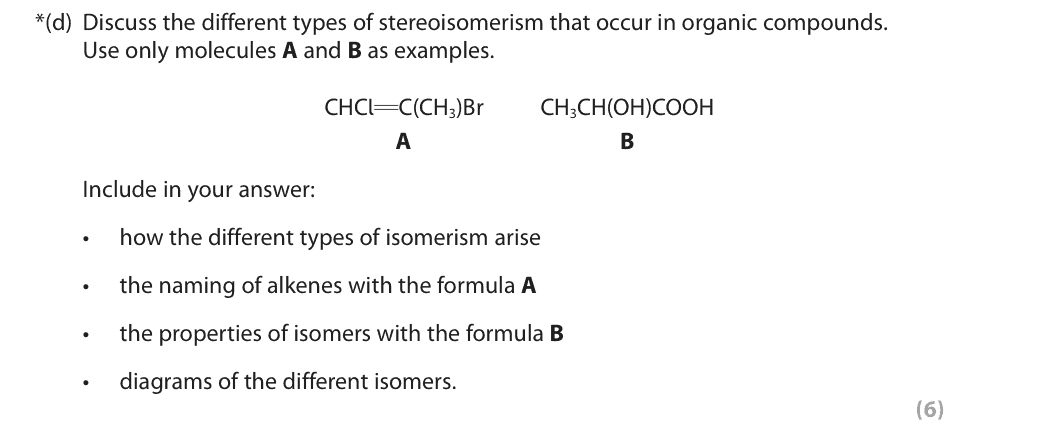 *(d) Discuss the different types of stereoisomerism that occur in organic compounds.
Use only molecules A and B as examples.
CHCl=C(CH₃)Br CH₃CH(OH)COOH
A B
Include in your answer:
• how the different types of isomerism arise
• the naming of alkenes with the formula A
• the properties of isomers with the formula B
• diagrams of the different isomers.
(6)